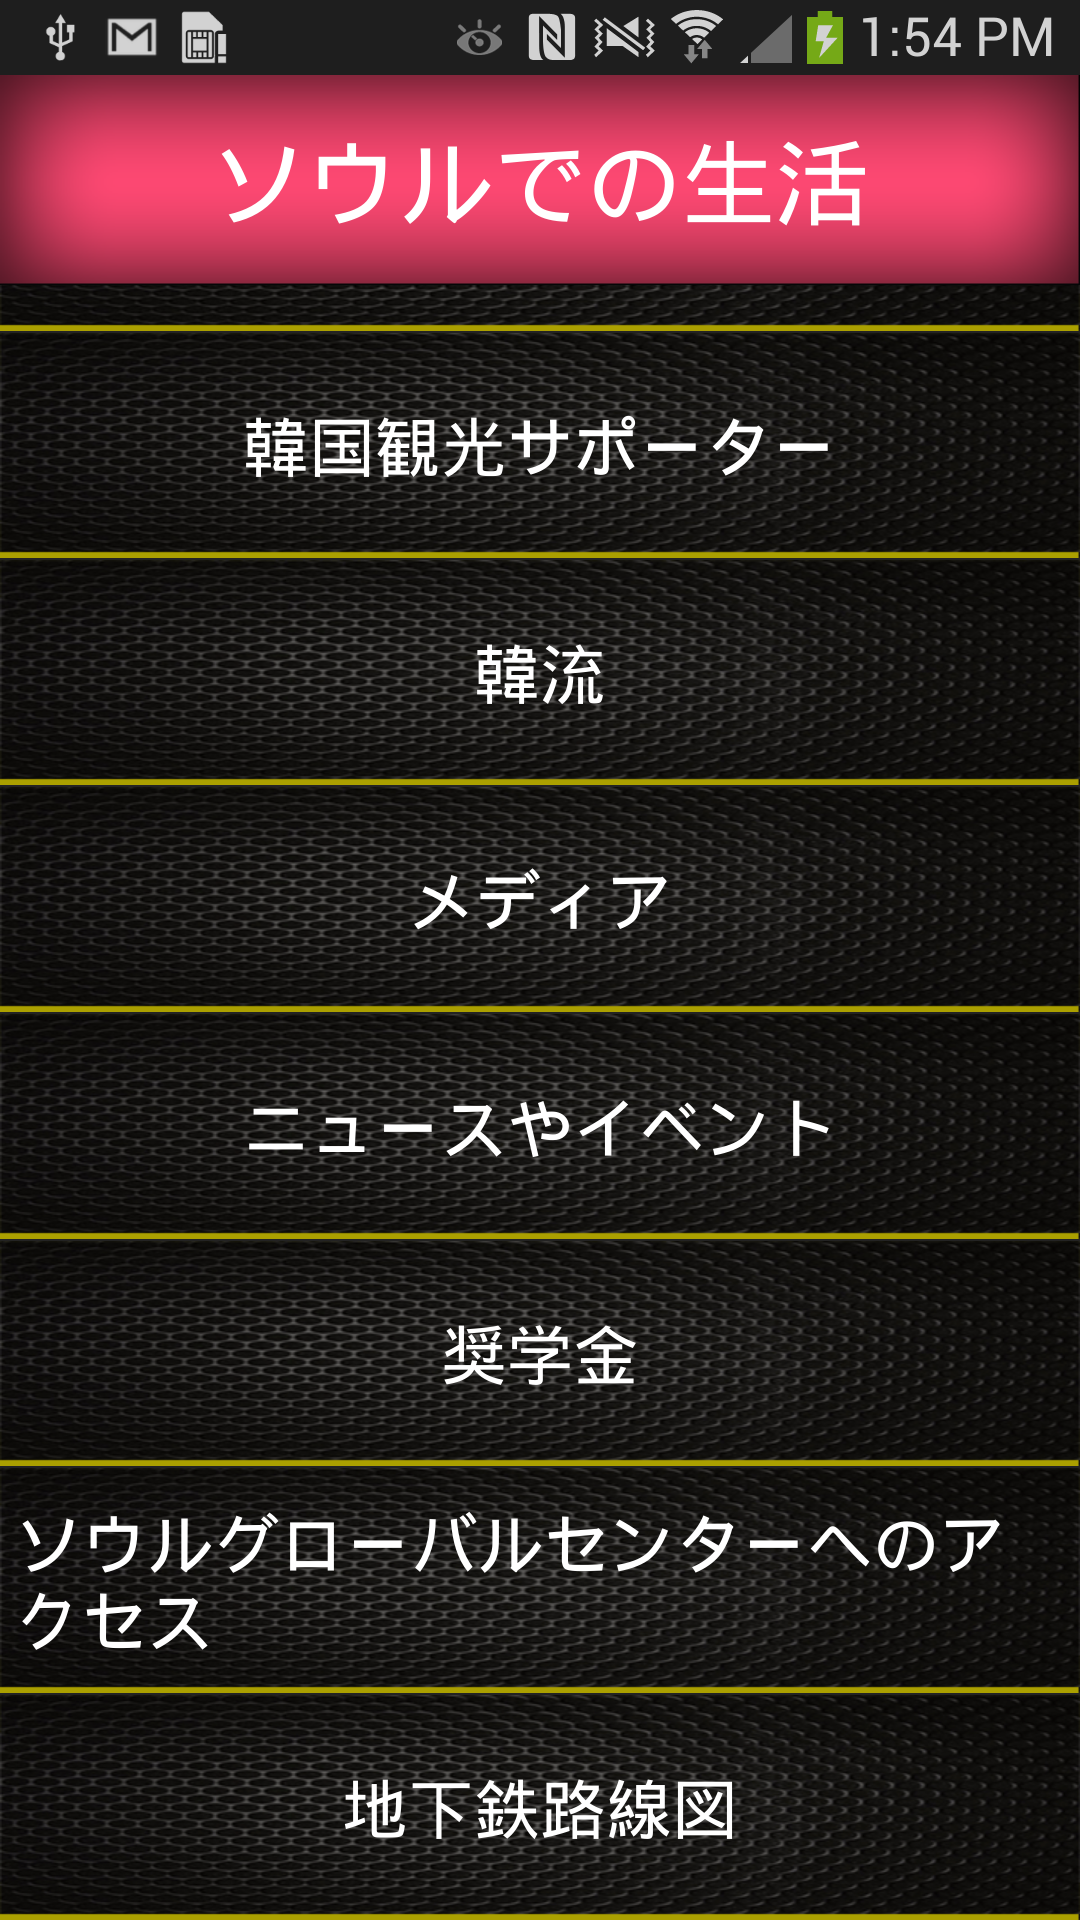 1:54 PM
ソウルでの生活
韓国観光サポーター
韓流
メディア
ニュースやイベント
奨学金
ソウルグローバルセンターへのア
クセス
地下鉄路線図